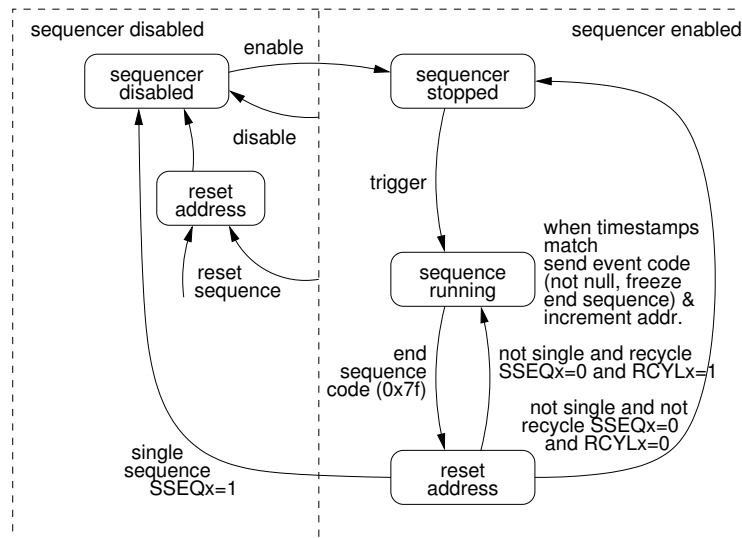 sequencer disabled
sequencer enabled
enable
sequencer
disabled
sequencer
stopped
disable
trigger
reset
address
reset
sequence
when timestamps
match
send event code
(not null, freeze
end sequence) &
increment addr.
sequence
running
end
sequence
code (0x7f)
not single and recycle
SSEQx=0 and RCYLx=1
not single and not
recycle SSEQx=0
and RCYLx=0
single
sequence
SSEQx=1
reset
address